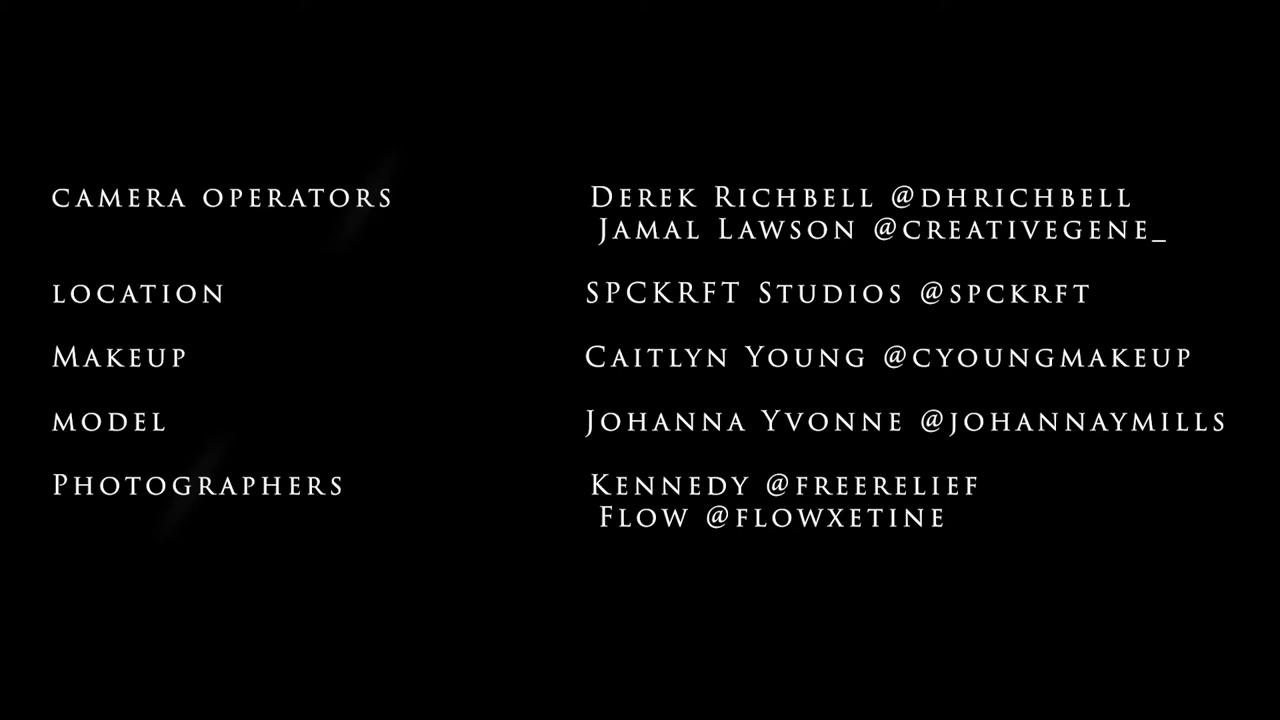 CAMERA OPERATORS DEREK RICHBELL @DHRICHBELL
JAMAL LAWSON @CREATIVEGENE_
LOCATION SPCKRFT STUDIOS @SPCKRFT
MAKEUP CAITLYN YOUNG @CYOUNGMAKEUP
MODEL JOHANNA YVONNE @JOHANNAYMILLS
PHOTOGRAPHERS KENNEDY @FREERELIEF
FLOW @FLOWXETINE